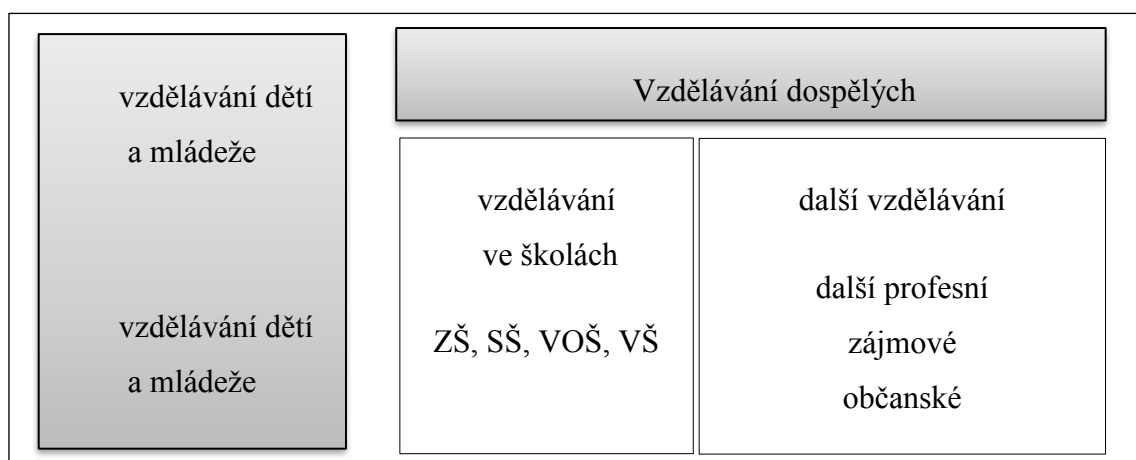 vzdělávání dětí
a mládeže
vzdělávání dětí
a mládeže
Vzdělávání dospělých
vzdělávání
ve školách
ZŠ, SŠ, VOŠ, VŠ
další vzdělávání
další profesní
zájmové
občanské